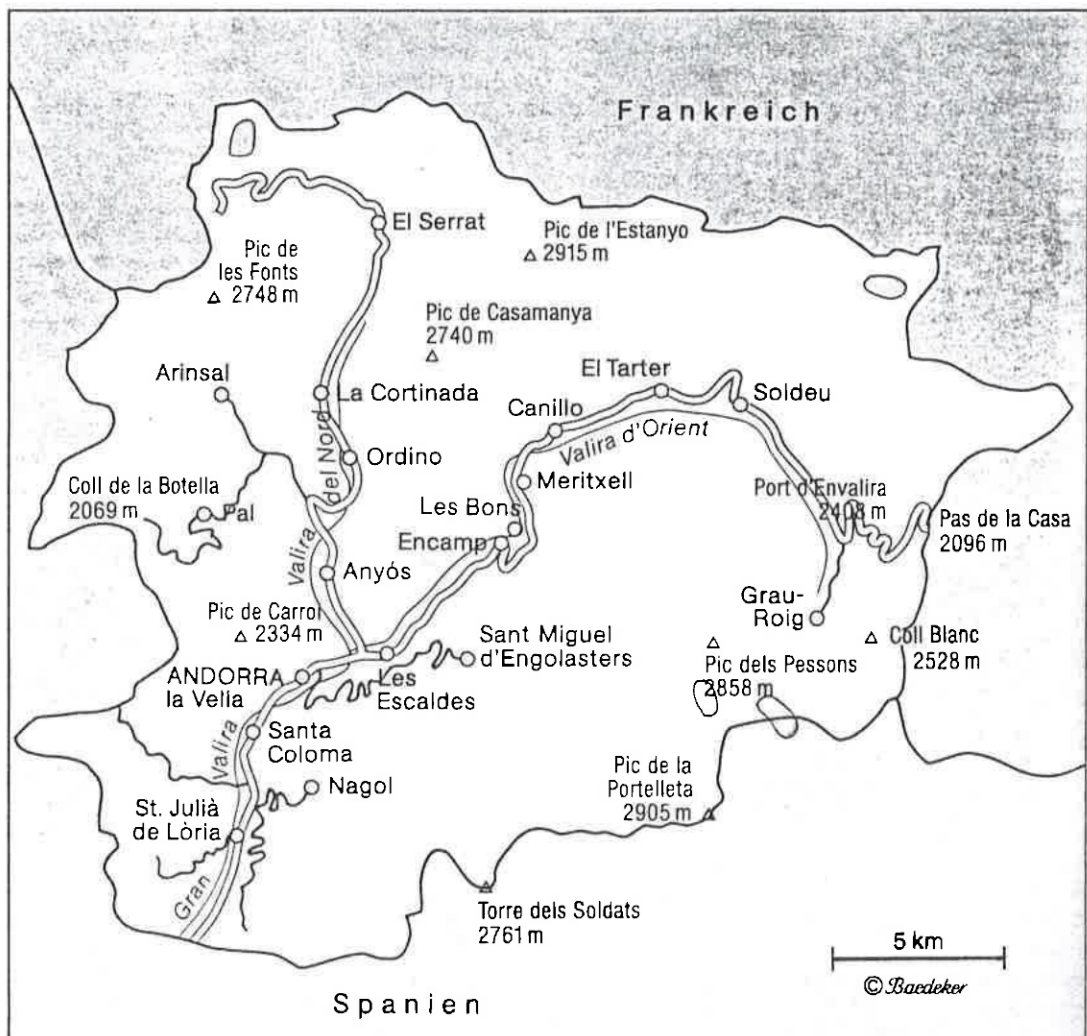 Frankreich
El Serrat
Pic de l'Estanyo
2915 m
Pic de
les Fonts
2748 m
Pic de Casamanya
2740 m
Arinsal
La Cortinada
El Tarter
Soldeu
Canillo
Valira d'Orient
del Nord
Ordino
Meritxell
Coll de la Botella
2069 m
Pal
Les Bons
Port d'Envalira
2408 m
Pas de la Casa
2096 m
Encamp
Valira
Anyós
Grau-
Roig
Pic de Carroi
2334 m
Sant Miguel
d'Engolasters
Coll Blanc
2528 m
Pic dels Pessons
2858 m
ANDORRA
la Vella
Les
Escaldes
Valira
Santa
Coloma
Nagol
Pic de la
Portelleta
2905 m
St. Julià
de Lòria
Gran
Torre dels Soldats
2761 m
5 km
© Baedeker
Spanien